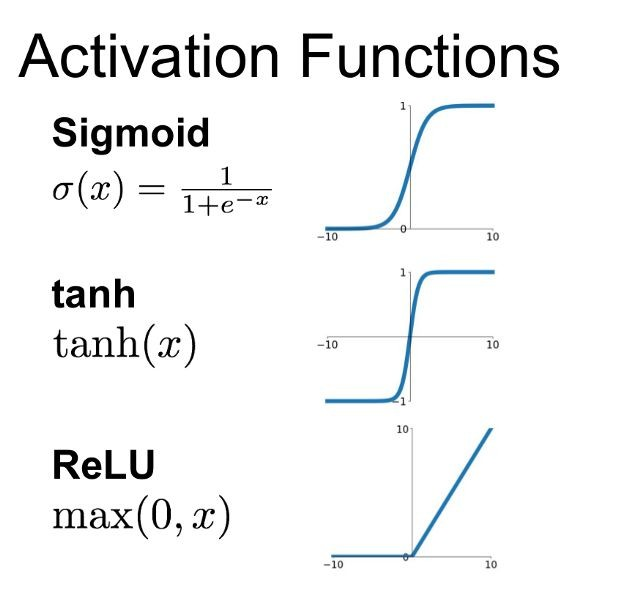 Activation Functions
Sigmoid
σ(x) = 1/(1+e^−x)
1
0
−10
10
tanh
tanh(x)
1
−10
10
−1
ReLU
max(0, x)
10
0
−10
10